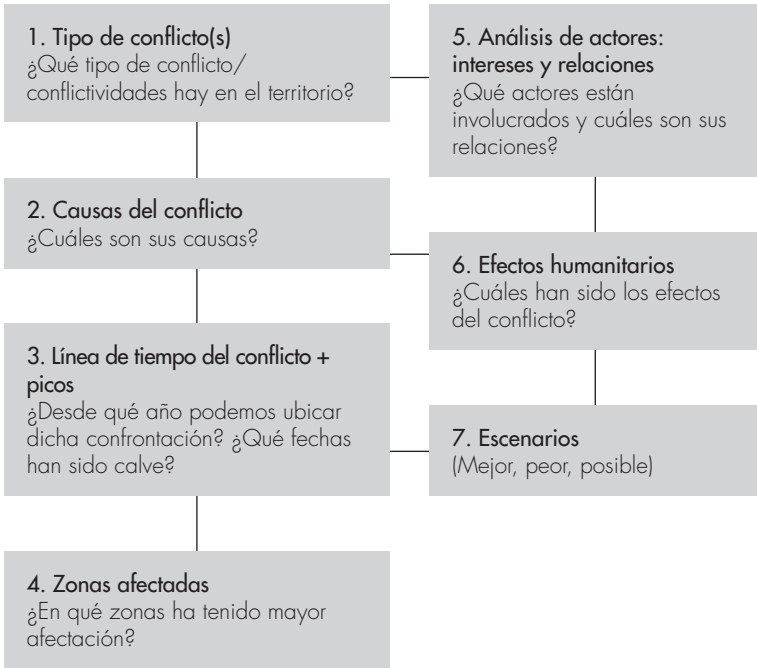 1. Tipo de conflicto(s)
¿Qué tipo de conflicto/
conflictividades hay en el territorio?
2. Causas del conflicto
¿Cuáles son sus causas?
3. Línea de tiempo del conflicto +
picos
¿Desde qué año podemos ubicar
dicha confrontación? ¿Qué fechas
han sido calve?
4. Zonas afectadas
¿En qué zonas ha tenido mayor
afectación?
5. Análisis de actores:
intereses y relaciones
¿Qué actores están
involucrados y cuáles son sus
relaciones?
6. Efectos humanitarios
¿Cuáles han sido los efectos
del conflicto?
7. Escenarios
(Mejor, peor, posible)